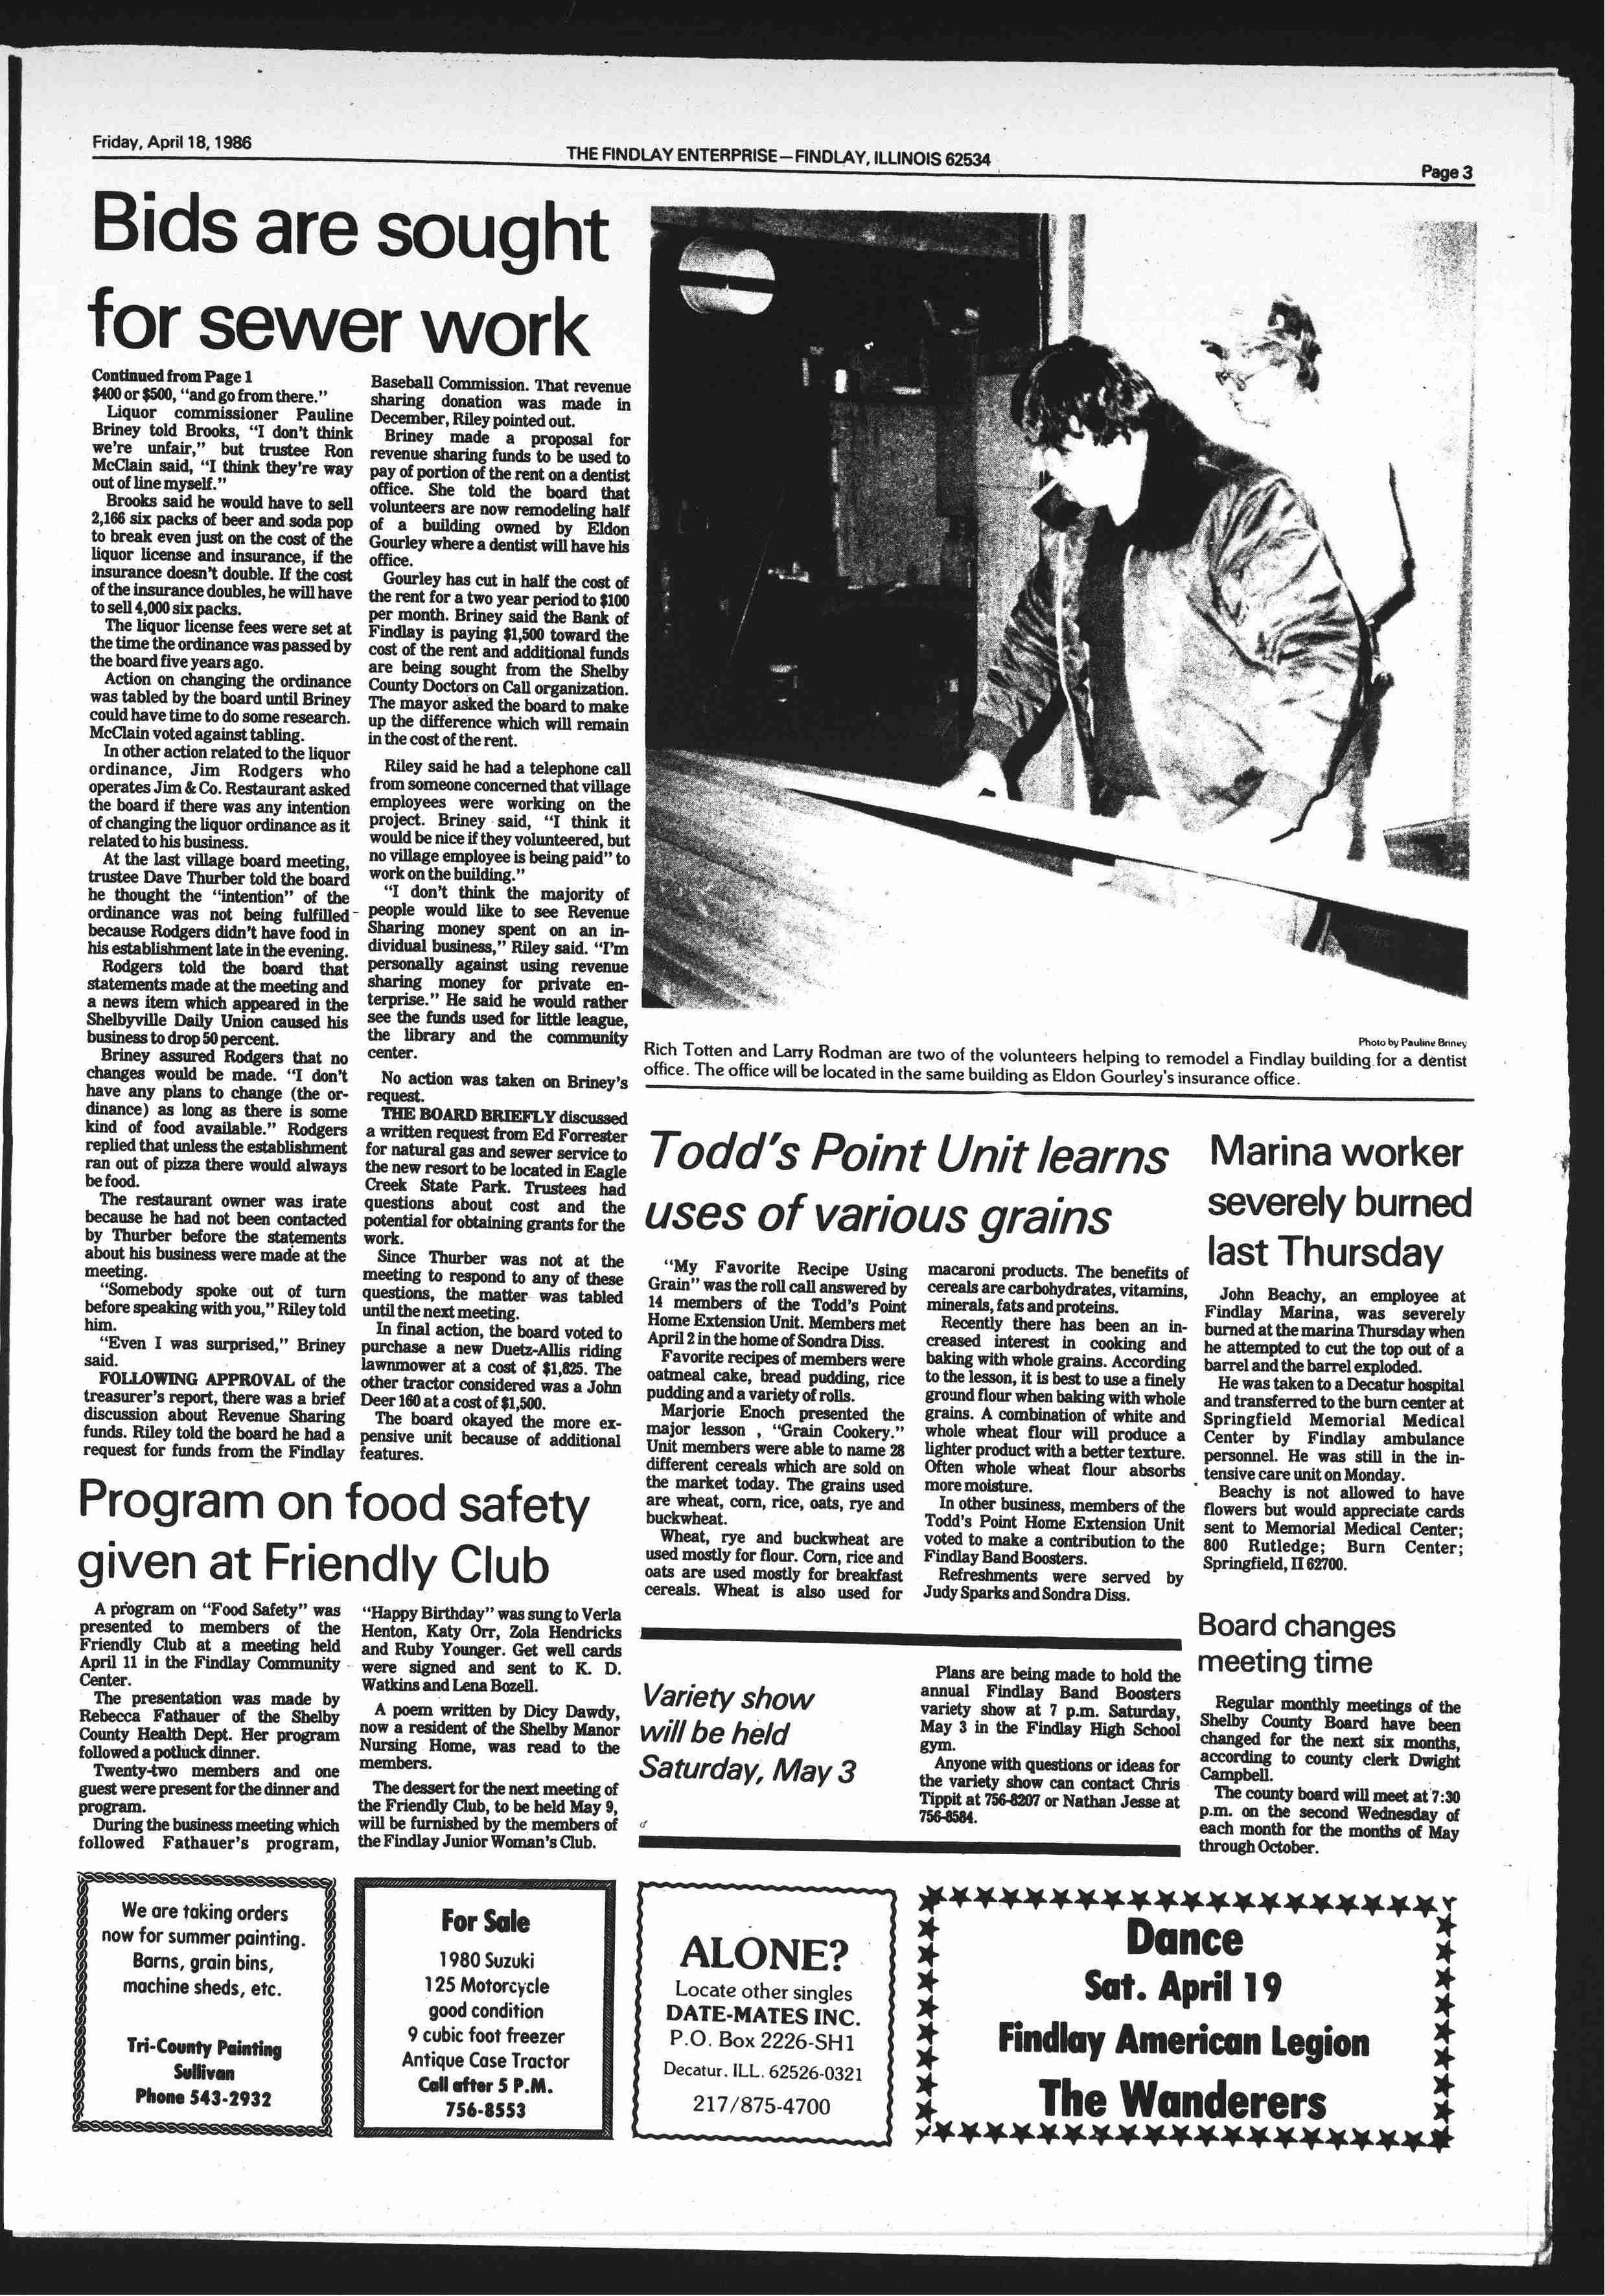 Friday, April 18, 1986
THE FINDLAY ENTERPRISE—FINDLAY, ILLINOIS 62534
Page 3
Bids are sought
for sewer work
Continued from Page 1
$400 or $500, "and go from there."
Liquor commissioner Pauline
Briney told Brooks, "I don't think
we're unfair," but trustee Ron
McClain said, "I think they're way
out of line myself."
Brooks said he would have to sell
2,166 six packs of beer and soda pop
to break even just on the cost of the
liquor license and insurance, if the
insurance doesn't double. If the cost
of the insurance doubles, he will have
to sell 4,000 six packs.
The liquor license fees were set at
the time the ordinance was passed by
the board five years ago.
Action on changing the ordinance
was tabled by the board until Briney
could have time to do some research.
McClain voted against tabling.
In other action related to the liquor
ordinance, Jim Rodgers who
operates Jim & Co. Restaurant asked
the board if there was any intention
of changing the liquor ordinance as it
related to his business.
At the last village board meeting,
trustee Dave Thurber told the board
he thought the "intention" of the
ordinance was not being fulfilled
because Rodgers didn't have food in
his establishment late in the evening.
Rodgers told the board that
statements made at the meeting and
a news item which appeared in the
Shelbyville Daily Union caused his
business to drop 50 percent.
Briney assured Rodgers that no
changes would be made. "I don't
have any plans to change (the or-
dinance) as long as there is some
kind of food available." Rodgers
replied that unless the establishment
ran out of pizza there would always
be food.
The restaurant owner was irate
because he had not been contacted
by Thurber before the statements
about his business were made at the
meeting.
"Somebody spoke out of turn
before speaking with you," Riley told
him.
"Even I was surprised," Briney
said.
FOLLOWING APPROVAL of the
treasurer's report, there was a brief
discussion about Revenue Sharing
funds. Riley told the board he had a
request for funds from the Findlay
Baseball Commission. That revenue
sharing donation was made in
December, Riley pointed out.
Briney made a proposal for
revenue sharing funds to be used to
pay of portion of the rent on a dentist
office. She told the board that
volunteers are now remodeling half
of a building owned by Eldon
Gourley where a dentist will have his
office.
Gourley has cut in half the cost of
the rent for a two year period to $100
per month. Briney said the Bank of
Findlay is paying $1,500 toward the
cost of the rent and additional funds
are being sought from the Shelby
County Doctors on Call organization.
The mayor asked the board to make
up the difference which will remain
in the cost of the rent.
Riley said he had a telephone call
from someone concerned that village
employees were working on the
project. Briney said, "I think it
would be nice if they volunteered, but
no village employee is being paid" to
work on the building."
"I don't think the majority of
people would like to see Revenue
Sharing money spent on an in-
dividual business," Riley said. "I'm
personally against using revenue
sharing money for private en-
terprise." He said he would rather
see the funds used for little league,
the library and the community
center.
No action was taken on Briney's
request.
THE BOARD BRIEFLY discussed
a written request from Ed Forrester
for natural gas and sewer service to
the new resort to be located in Eagle
Creek State Park. Trustees had
questions about cost and the
potential for obtaining grants for the
work.
Since Thurber was not at the
meeting to respond to any of these
questions, the matter was tabled
until the next meeting.
In final action, the board voted to
purchase a new Duetz-Allis riding
lawnmower at a cost of $1,825. The
other tractor considered was a John
Deer 160 at a cost of $1,500.
The board okayed the more ex-
pensive unit because of additional
features.
Photo by Pauline Briney
Rich Totten and Larry Rodman are two of the volunteers helping to remodel a Findlay building for a dentist
office. The office will be located in the same building as Eldon Gourley's insurance office.
Todd's Point Unit learns
uses of various grains
"My Favorite Recipe Using
Grain" was the roll call answered by
14 members of the Todd's Point
Home Extension Unit. Members met
April 2 in the home of Sondra Diss.
Favorite recipes of members were
oatmeal cake, bread pudding, rice
pudding and a variety of rolls.
Marjorie Enoch presented the
major lesson , "Grain Cookery."
Unit members were able to name 28
different cereals which are sold on
the market today. The grains used
are wheat, corn, rice, oats, rye and
buckwheat.
Wheat, rye and buckwheat are
used mostly for flour. Corn, rice and
oats are used mostly for breakfast
cereals. Wheat is also used for
macaroni products. The benefits of
cereals are carbohydrates, vitamins,
minerals, fats and proteins.
Recently there has been an in-
creased interest in cooking and
baking with whole grains. According
to the lesson, it is best to use a finely
ground flour when baking with whole
grains. A combination of white and
whole wheat flour will produce a
lighter product with a better texture.
Often whole wheat flour absorbs
more moisture.
In other business, members of the
Todd's Point Home Extension Unit
voted to make a contribution to the
Findlay Band Boosters.
Refreshments were served by
Judy Sparks and Sondra Diss.
Marina worker
severely burned
last Thursday
John Beachy, an employee at
Findlay Marina, was severely
burned at the marina Thursday when
he attempted to cut the top out of a
barrel and the barrel exploded.
He was taken to a Decatur hospital
and transferred to the burn center at
Springfield Memorial Medical
Center by Findlay ambulance
personnel. He was still in the in-
tensive care unit on Monday.
Beachy is not allowed to have
flowers but would appreciate cards
sent to Memorial Medical Center;
800 Rutledge; Burn Center;
Springfield, Il 62700.
Program on food safety
given at Friendly Club
A program on "Food Safety" was
presented to members of the
Friendly Club at a meeting held
April 11 in the Findlay Community
Center.
The presentation was made by
Rebecca Fathauer of the Shelby
County Health Dept. Her program
followed a potluck dinner.
Twenty-two members and one
guest were present for the dinner and
program.
During the business meeting which
followed Fathauer's program,
"Happy Birthday" was sung to Verla
Henton, Katy Orr, Zola Hendricks
and Ruby Younger. Get well cards
were signed and sent to K. D.
Watkins and Lena Bozell.
A poem written by Dicy Dawdy,
now a resident of the Shelby Manor
Nursing Home, was read to the
members.
The dessert for the next meeting of
the Friendly Club, to be held May 9,
will be furnished by the members of
the Findlay Junior Woman's Club.
Variety show
will be held
Saturday, May 3
Plans are being made to hold the
annual Findlay Band Boosters
variety show at 7 p.m. Saturday,
May 3 in the Findlay High School
gym.
Anyone with questions or ideas for
the variety show can contact Chris
Tippit at 756-8207 or Nathan Jesse at
756-8584.
Board changes
meeting time
Regular monthly meetings of the
Shelby County Board have been
changed for the next six months,
according to county clerk Dwight
Campbell.
The county board will meet at 7:30
p.m. on the second Wednesday of
each month for the months of May
through October.
We are taking orders
now for summer painting.
Barns, grain bins,
machine sheds, etc.
Tri-County Painting
Sullivan
Phone 543-2932
For Sale
1980 Suzuki
125 Motorcycle
good condition
9 cubic foot freezer
Antique Case Tractor
Call after 5 P.M.
756-8553
ALONE?
Locate other singles
DATE-MATES INC.
P.O. Box 2226-SH1
Decatur, ILL. 62526-0321
217/875-4700
Dance
Sat. April 19
Findlay American Legion
The Wanderers